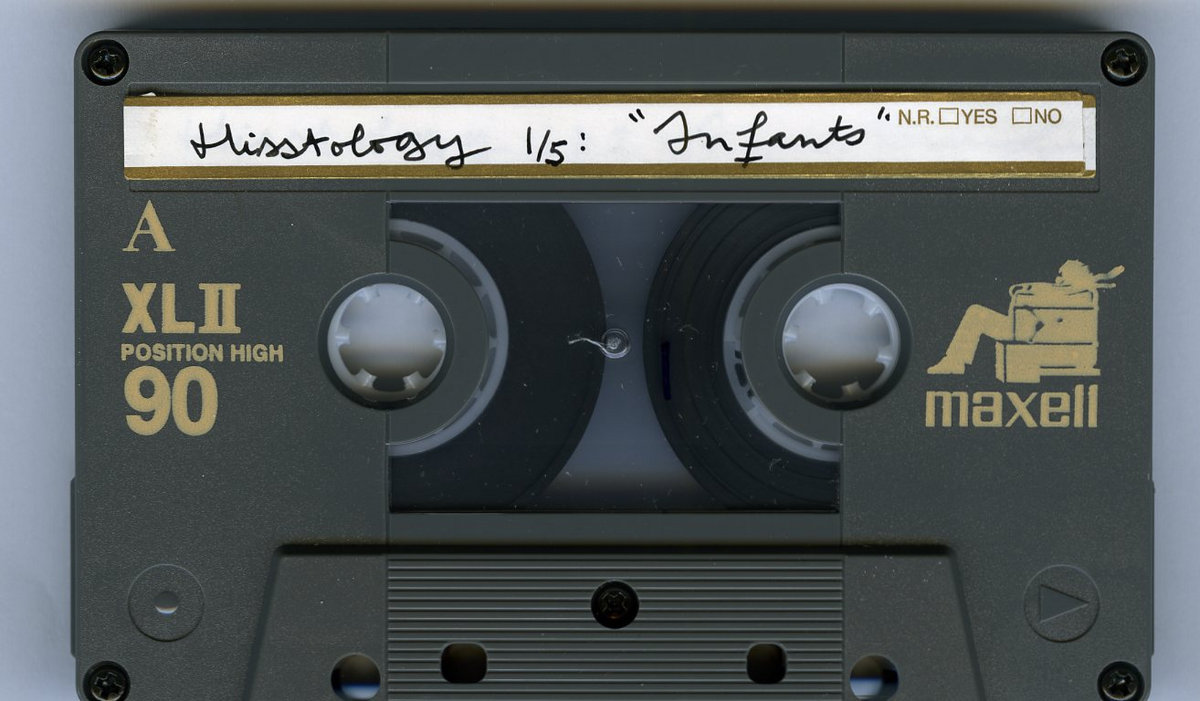 Hisstology 1/5: "Infants" N.R. □YES □NO
A
XLII
POSITION HIGH
90
maxell